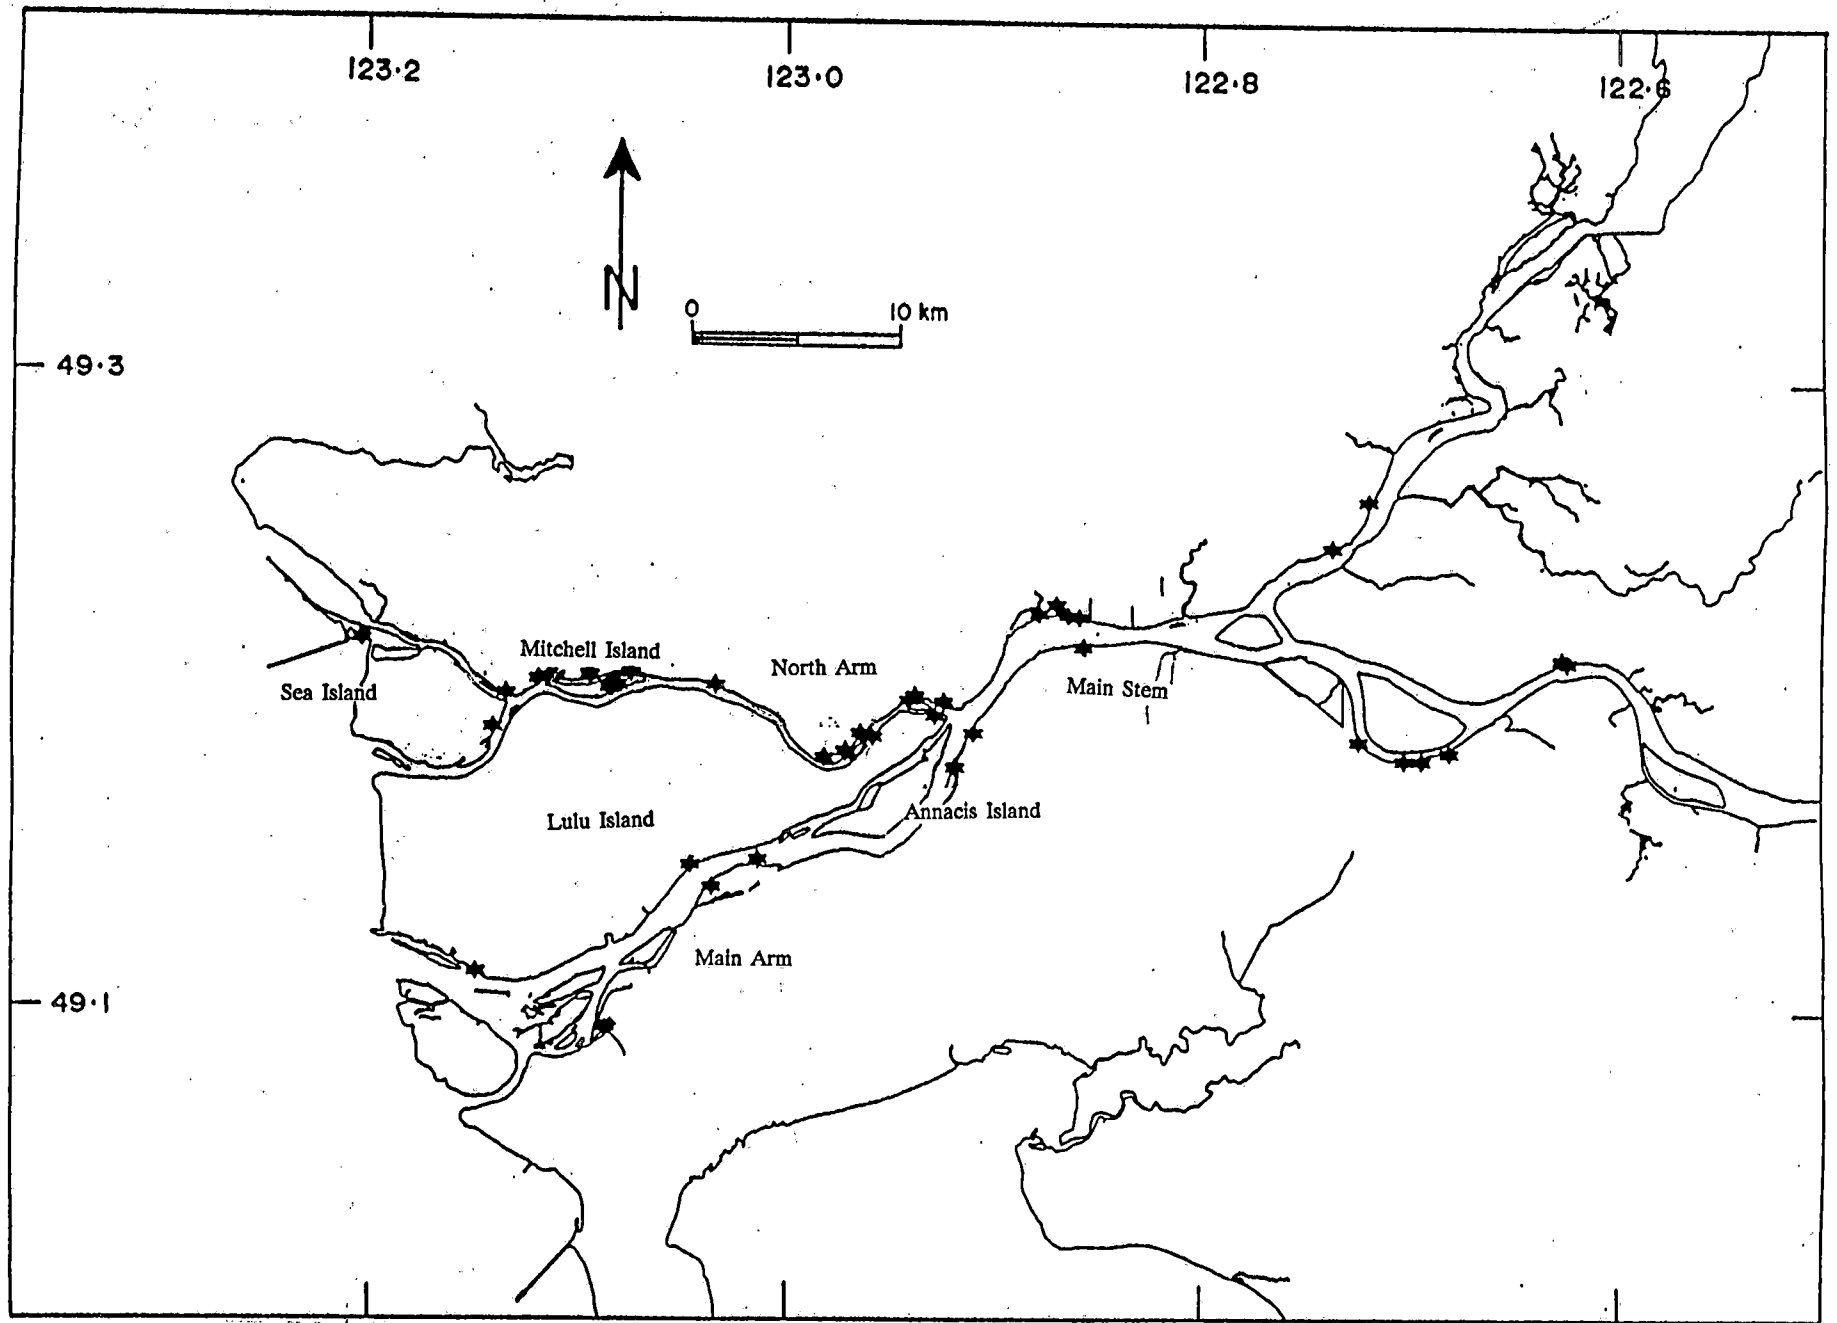 123·2
123·0
122·8
122·6
N
0 10 km
49·3
Mitchell Island
North Arm
Sea Island
Main Stem
Lulu Island
Annacis Island
Main Arm
49·1